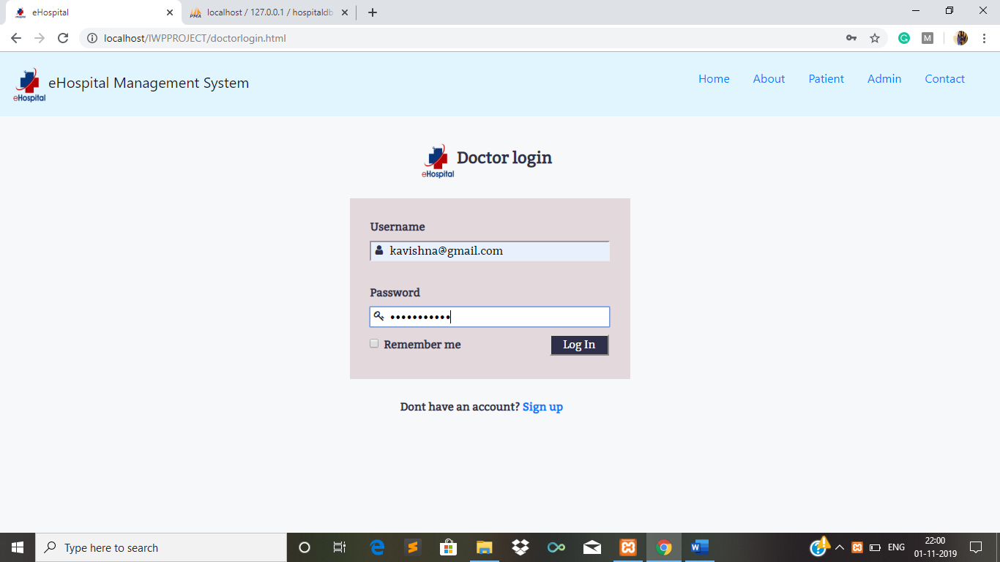 eHospital
localhost / 127.0.0.1 / hospitaldb
localhost/IWPPROJECT/doctorlogin.html
M
eHospital
eHospital Management System
Home About Patient Admin Contact
eHospital
Doctor login
Username
kavishna@gmail.com
Password
•••••••••••
Remember me
Log In
Dont have an account? Sign up
Type here to search
ENG
22:00
01-11-2019